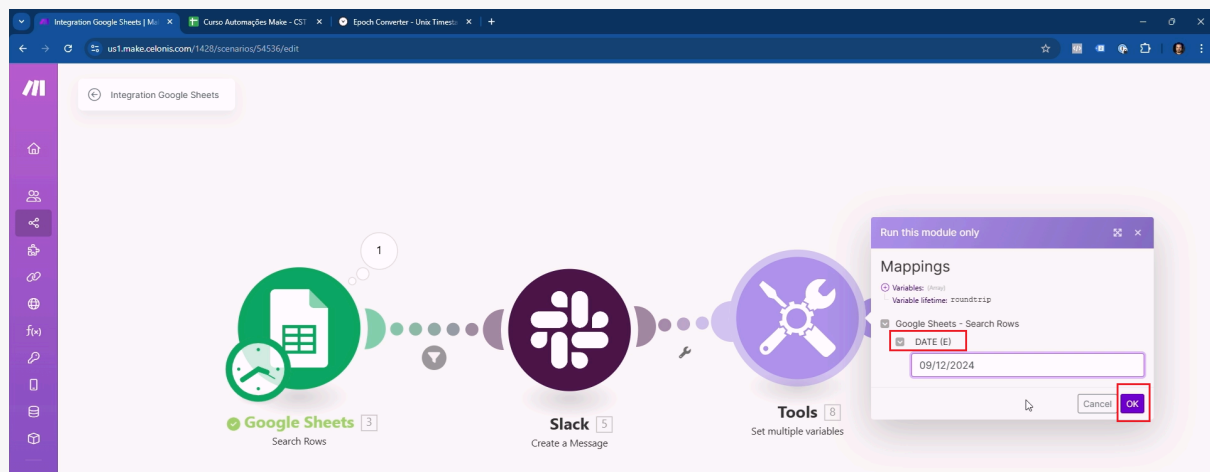 Integration Google Sheets | Ma
Curso Automações Make - CST
Epoch Converter - Unix Timesta
us1.make.celonis.com/1428/scenarios/54536/edit
Integration Google Sheets
1
Google Sheets 3
Search Rows
Slack 5
Create a Message
Tools 8
Set multiple variables
Run this module only
Mappings
Variables: (Array)
Variable lifetime: roundtrip
Google Sheets - Search Rows
DATE (E)
09/12/2024
Cancel OK